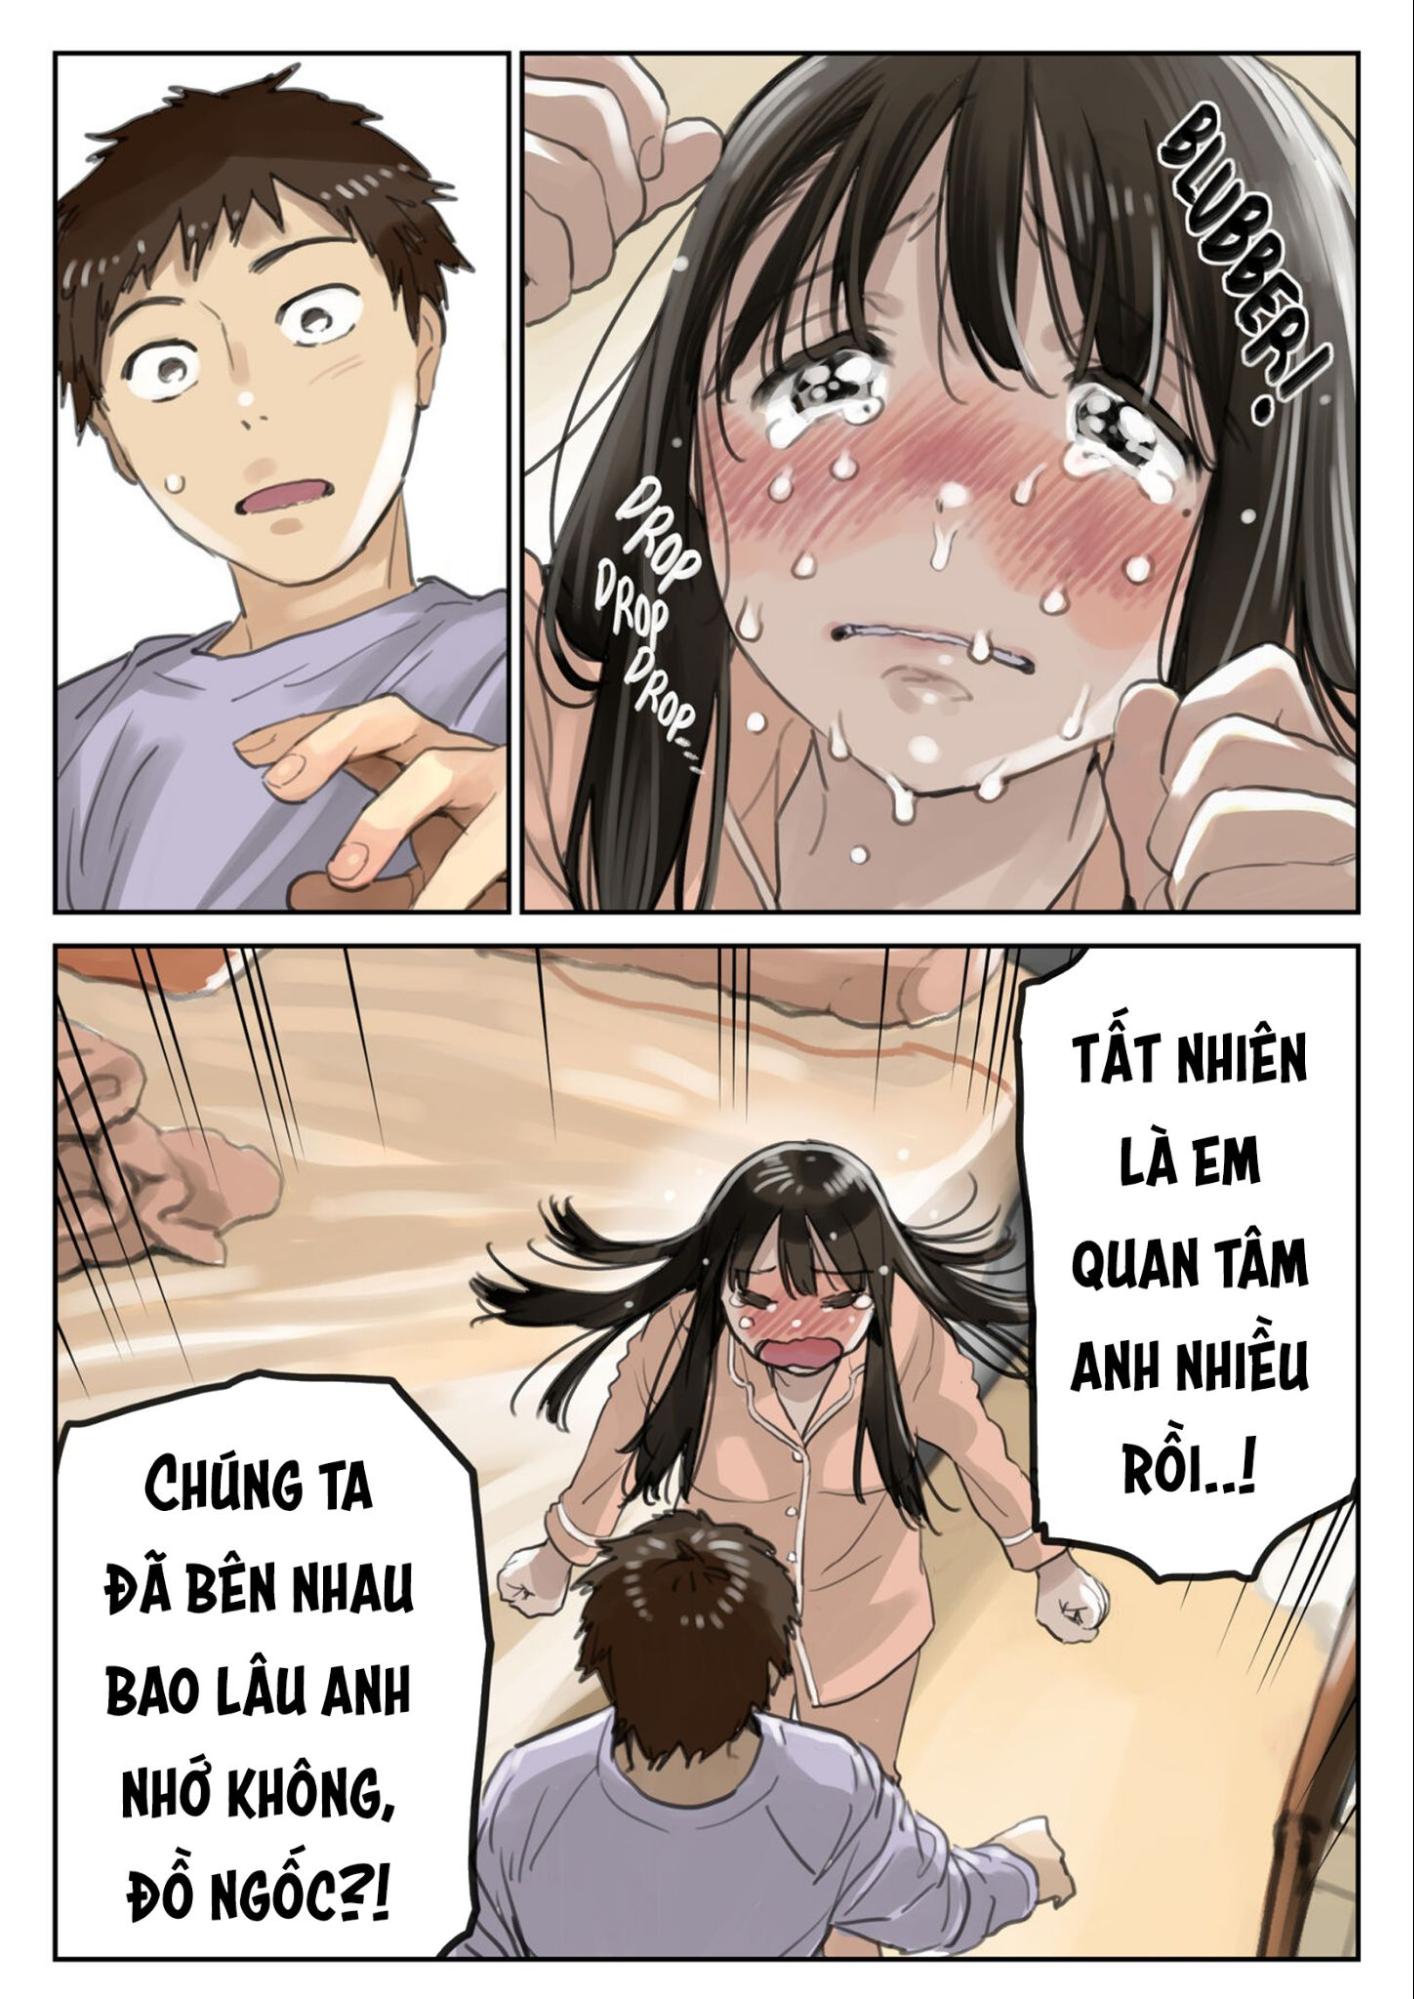 BLUBBER!
DROP
DROP
DROP...
TẤT NHIÊN
LÀ EM
QUAN TÂM
ANH NHIỀU
RỒI..!
CHÚNG TA
ĐÃ BÊN NHAU
BAO LÂU ANH
NHỚ KHÔNG,
ĐỒ NGỐC?!